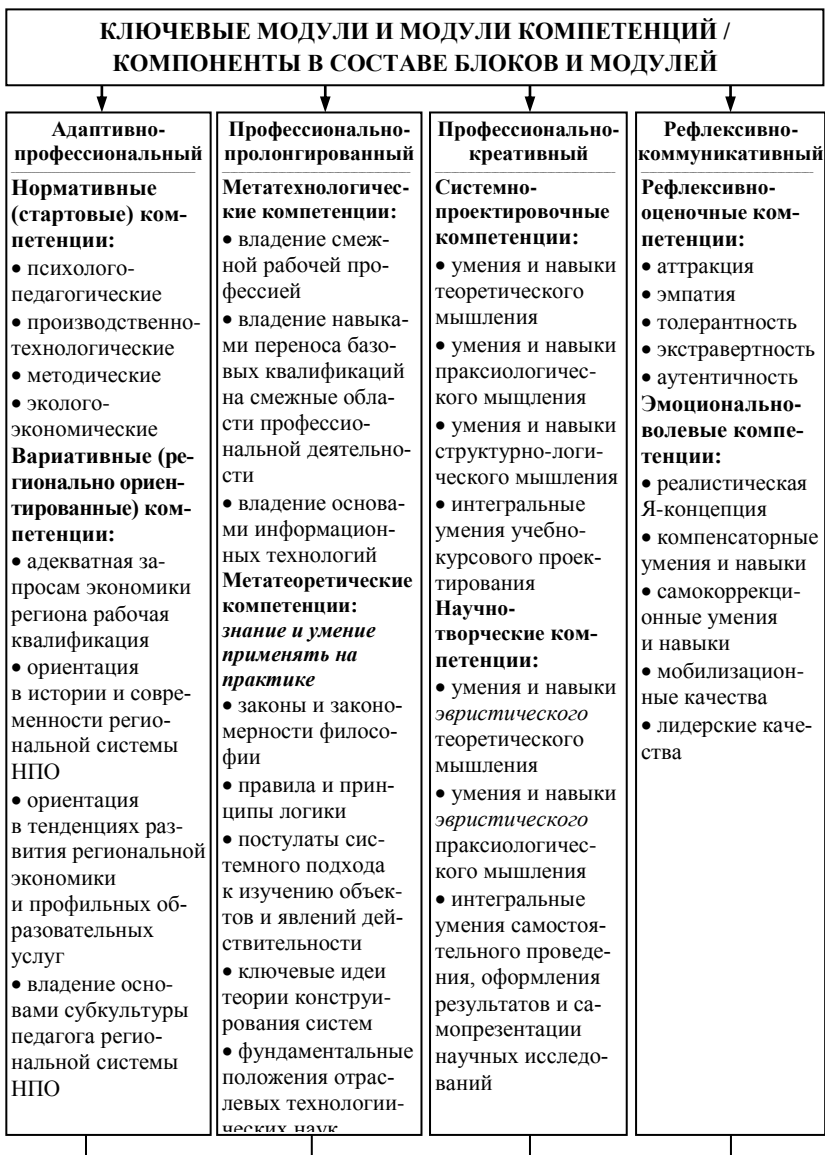 КЛЮЧЕВЫЕ МОДУЛИ И МОДУЛИ КОМПЕТЕНЦИЙ /
КОМПОНЕНТЫ В СОСТАВЕ БЛОКОВ И МОДУЛЕЙ
Адаптивно-
профессиональный
Нормативные
(стартовые) ком-
петенции:
• психолого-
педагогические
• производственно-
технологические
• методические
• эколого-
экономические
Вариативные (ре-
гионально ориен-
тированные) ком-
петенции:
• адекватная за-
просам экономики
региона рабочая
квалификация
• ориентация
в истории и совре-
менности регио-
нальной системы
НПО
• ориентация
в тенденциях раз-
вития региональной
экономики
и профильных об-
разовательных
услуг
• владение осно-
вами субкультуры
педагога регио-
нальной системы
НПО
Профессионально-
пролонгированный
Метатехнологичес-
кие компетенции:
• владение смеж-
ной рабочей про-
фессией
• владение навыка-
ми переноса базо-
вых квалификаций
на смежные обла-
сти профессио-
нальной деятельно-
сти
• владение основа-
ми информацион-
ных технологий
Метатеоретические
компетенции:
знание и умение
применять на
практике
• законы и законо-
мерности филосо-
фии
• правила и прин-
ципы логики
• постулаты сис-
темного подхода
к изучению объек-
тов и явлений дей-
ствительности
• ключевые идеи
теории конструи-
рования систем
• фундаментальные
положения отрас-
левых технологии-
ческих наук
Профессионально-
креативный
Системно-
проектировочные
компетенции:
• умения и навыки
теоретического
мышления
• умения и навыки
праксиологичес-
кого мыщления
• умения и навыки
структурно-логи-
ческого мышления
• интегральные
умения учебно-
курсового проек-
тирования
Научно-
творческие ком-
петенции:
• умения и навыки
эвристического
теоретического
мышления
• умения и навыки
эвристического
праксиологичес-
кого мышления
• интегральные
умения самостоя-
тельного проведе-
ния, оформления
результатов и са-
мопрезентации
научных исследо-
ваний
Рефлексивно-
коммуникативный
Рефлексивно-
оценочные ком-
петенции:
• аттракция
• эмпатия
• толерантность
• экстравертность
• аутентичность
Эмоционально-
волевые компе-
тенции:
• реалистическая
Я-концепция
• компенсаторные
умения и навыки
• самокоррекци-
онные умения
и навыки
• мобилизацион-
ные качества
• лидерские каче-
ства